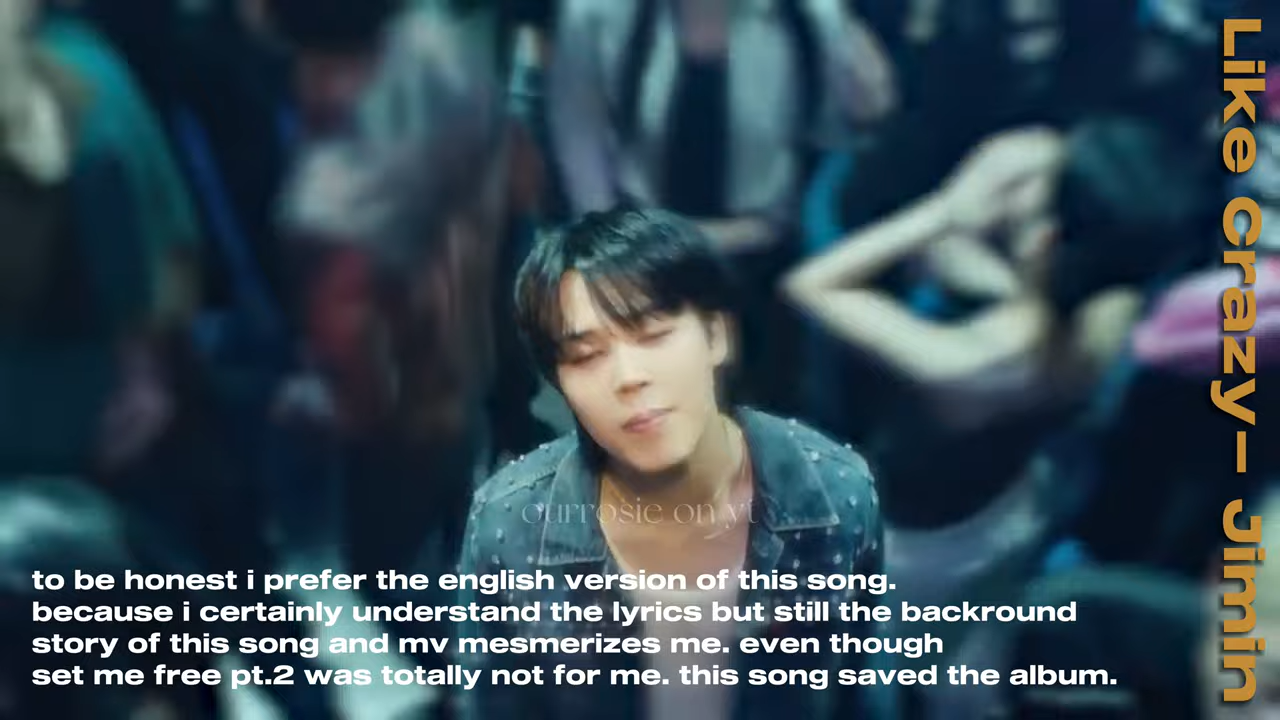 Like crazy– Jimin
ourrosie on yt
to be honest i prefer the english version of this song.
because i certainly understand the lyrics but still the backround
story of this song and mv mesmerizes me. even though
set me free pt.2 was totally not for me. this song saved the album.